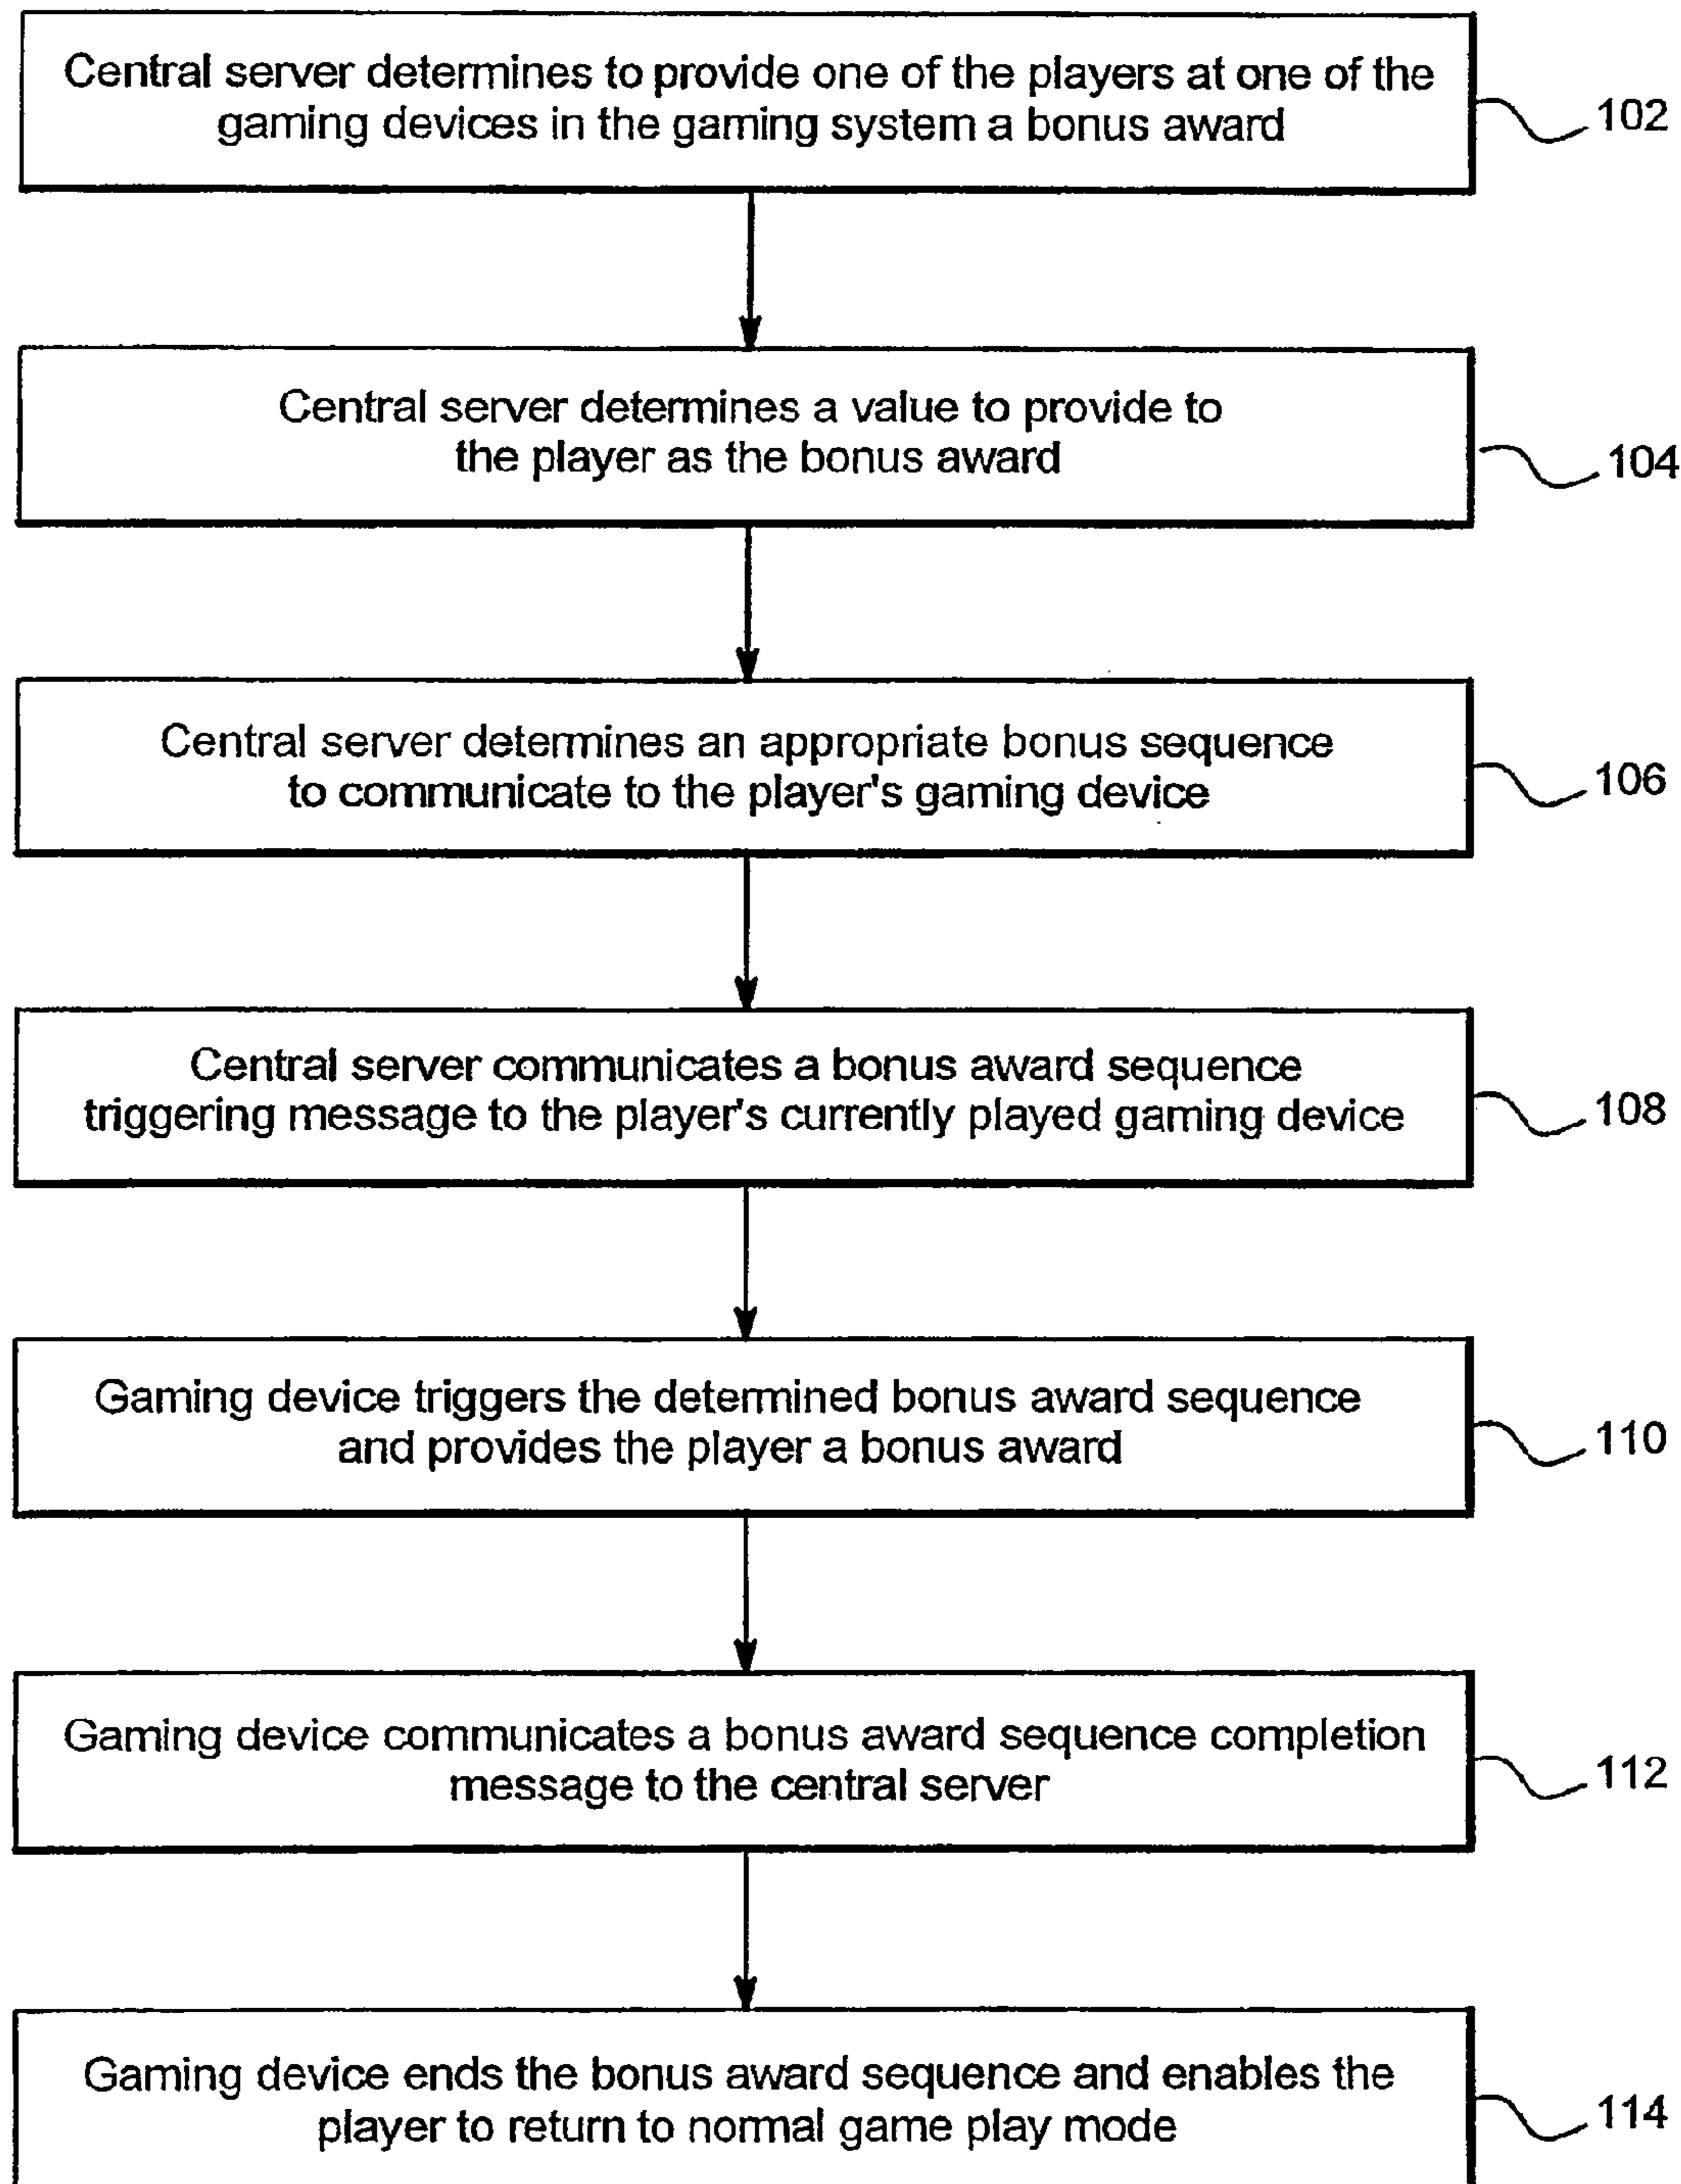 Central server determines to provide one of the players at one of the
gaming devices in the gaming system a bonus award
102
Central server determines a value to provide to
the player as the bonus award
104
Central server determines an appropriate bonus sequence
to communicate to the player's gaming device
106
Central server communicates a bonus award sequence
triggering message to the player's currently played gaming device
108
Gaming device triggers the determined bonus award sequence
and provides the player a bonus award
110
Gaming device communicates a bonus award sequence completion
message to the central server
112
Gaming device ends the bonus award sequence and enables the
player to return to normal game play mode
114